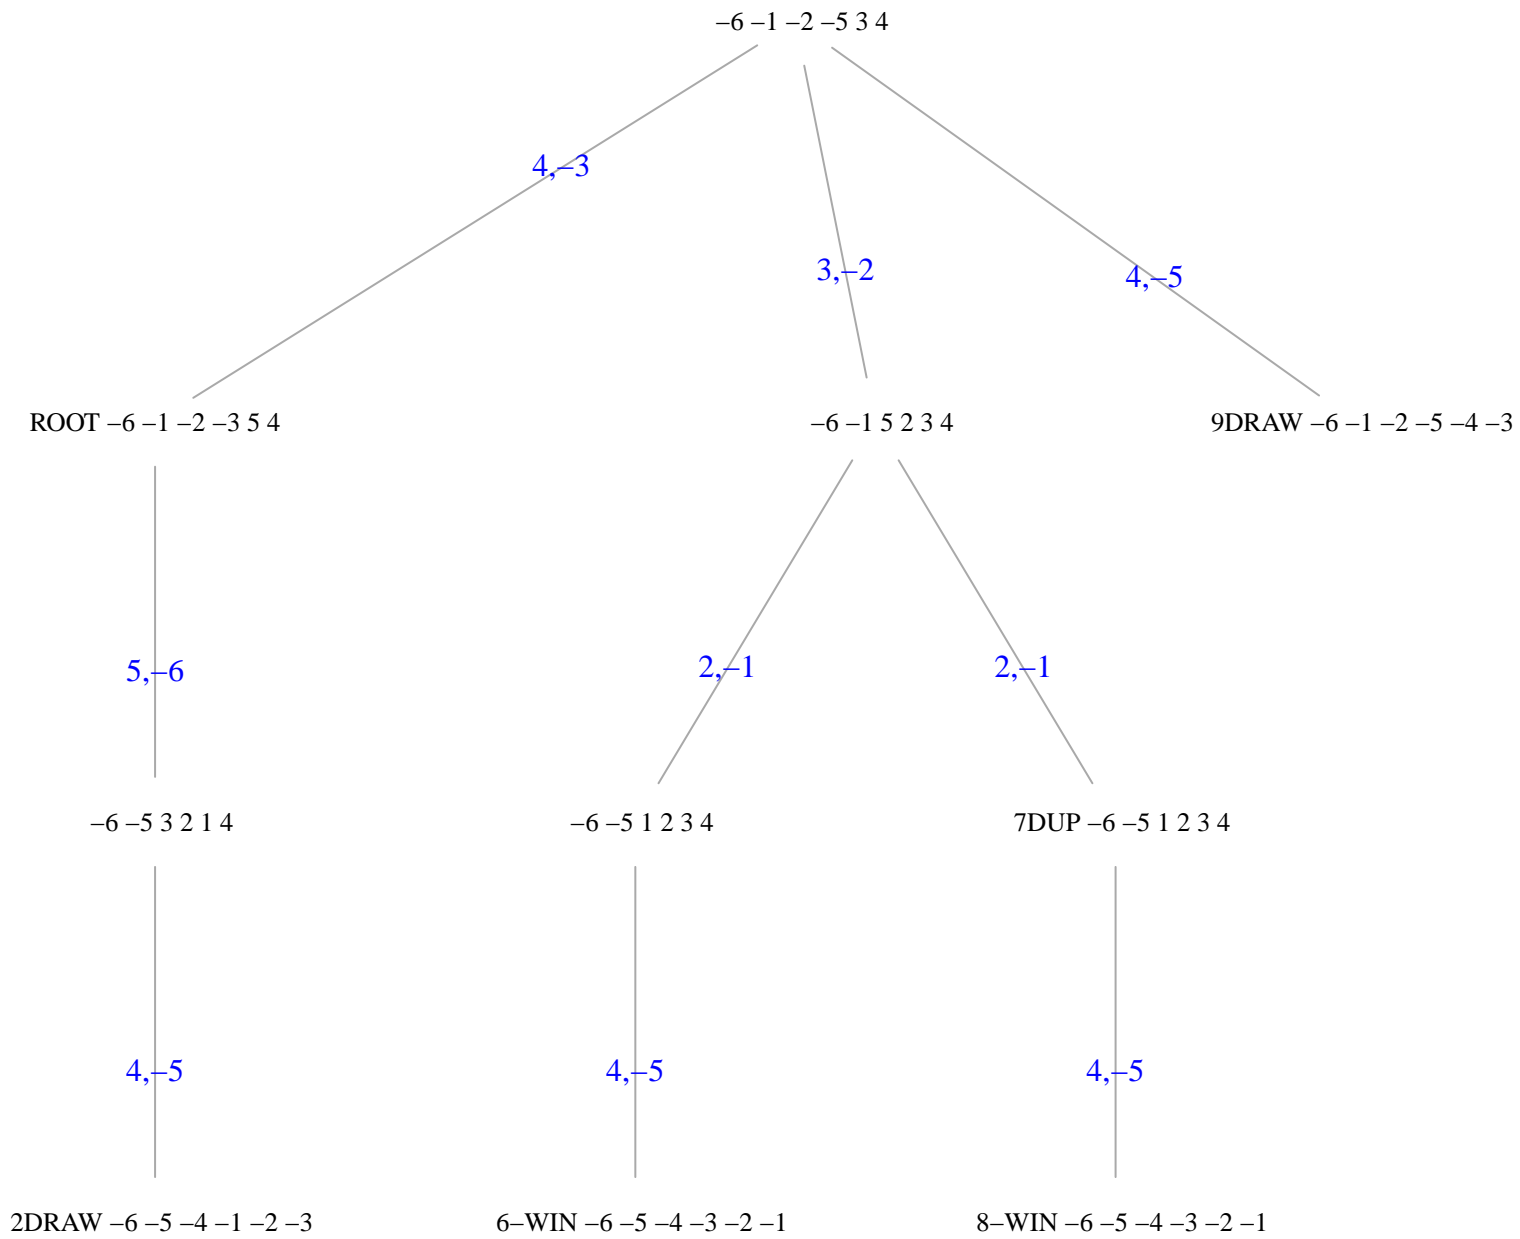 –6 –1 –2 –5 3 4
4,–3
3,–2
4,–5
ROOT –6 –1 –2 –3 5 4
–6 –1 5 2 3 4
9DRAW –6 –1 –2 –5 –4 –3
5,–6
2,–1
2,–1
–6 –5 3 2 1 4
–6 –5 1 2 3 4
7DUP –6 –5 1 2 3 4
4,–5
4,–5
4,–5
2DRAW –6 –5 –4 –1 –2 –3
6–WIN –6 –5 –4 –3 –2 –1
8–WIN –6 –5 –4 –3 –2 –1